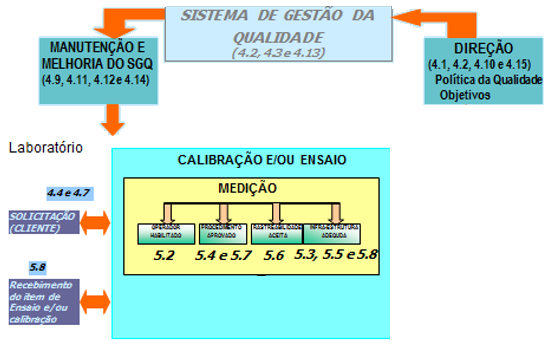 SISTEMA DE GESTÃO DA
QUALIDADE
(4.2, 4.3 e 4.13)
MANUTENÇÃO E
MELHORIA DO SGQ
(4.9, 4.11, 4.12 e 4.14)
DIREÇÃO
(4.1, 4.2, 4.10 e 4.15)
Política da Qualidade
Objetivos
Laboratório
CALIBRAÇÃO E/OU ENSAIO
MEDIÇÃO
4.4 e 4.7
SOLICITAÇÃO
(CLIENTE)
OPERADOR
HABILITADO
PROCEDIMENTO
APROVADO
RASTREABILIDADE
ACEITA
INFRAESTRUTURA
ADEQUDA
5.2
5.4 e 5.7
5.6
5.3, 5.5 e 5.8
5.8
Recebimento
do item de
Ensaio e/ou
calibração